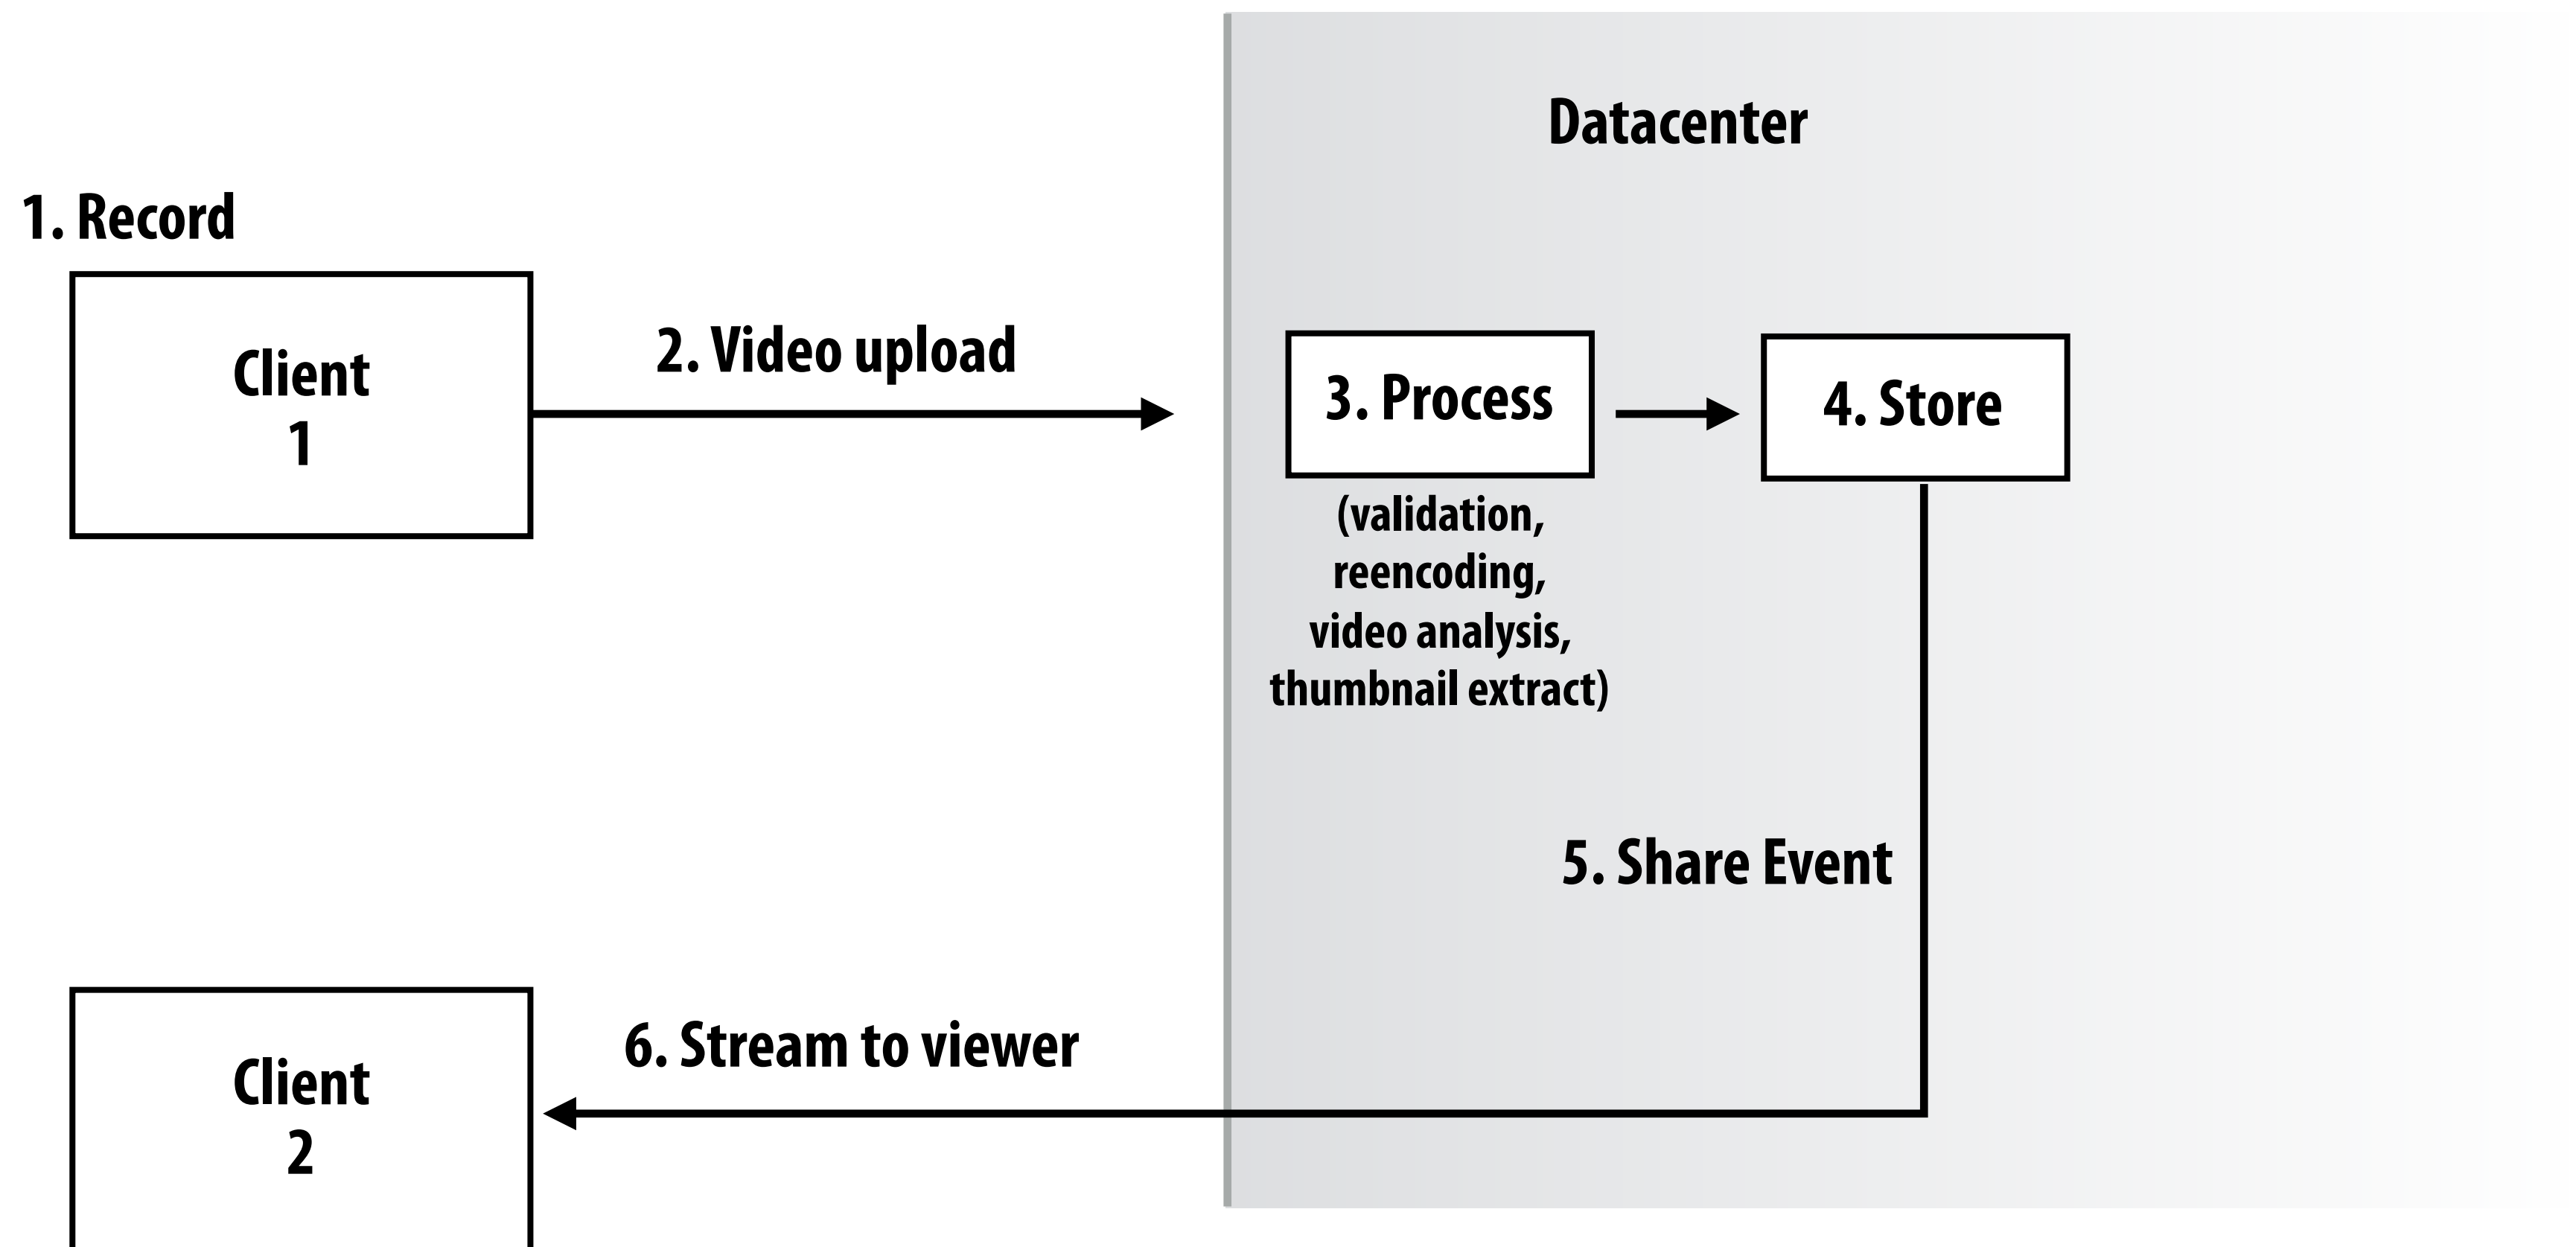 Datacenter
1. Record
Client
1
2. Video upload
3. Process
4. Store
(validation,
reencoding,
video analysis,
thumbnail extract)
5. Share Event
6. Stream to viewer
Client
2